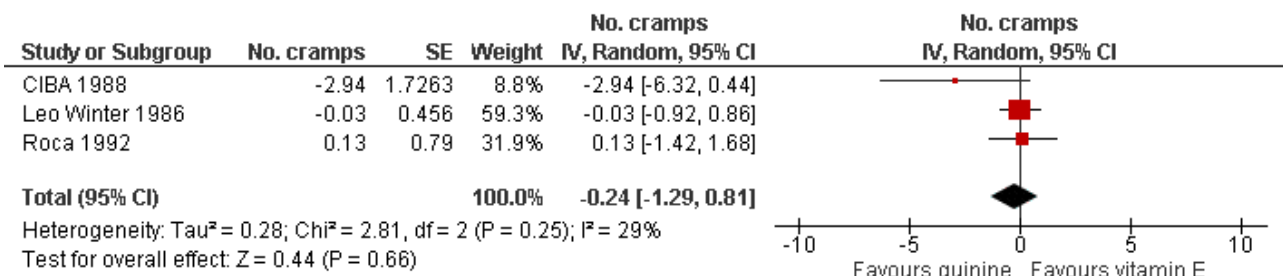 No. cramps No. cramps
Study or Subgroup No. cramps SE Weight IV, Random, 95% CI IV, Random, 95% CI
CIBA 1988 -2.94 1.7263 8.8% -2.94 [-6.32, 0.44]
Leo Winter 1986 -0.03 0.456 59.3% -0.03 [-0.92, 0.86]
Roca 1992 0.13 0.79 31.9% 0.13 [-1.42, 1.68]
Total (95% CI) 100.0% -0.24 [-1.29, 0.81]
Heterogeneity: Tau² = 0.28; Chi² = 2.81, df = 2 (P = 0.25); I² = 29%
Test for overall effect: Z = 0.44 (P = 0.66)
-10 -5 0 5 10
Favours quinine Favours vitamin E